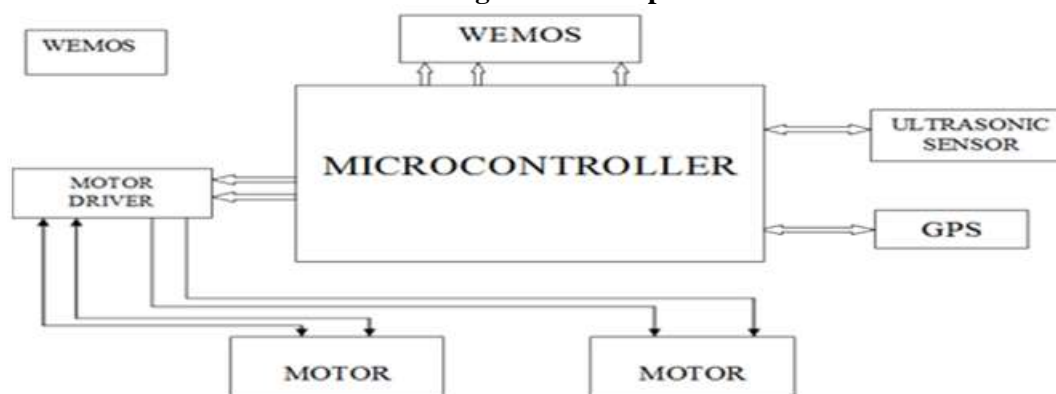 WEMOS
WEMOS
MICROCONTROLLER
ULTRASONIC
SENSOR
MOTOR
DRIVER
GPS
MOTOR
MOTOR